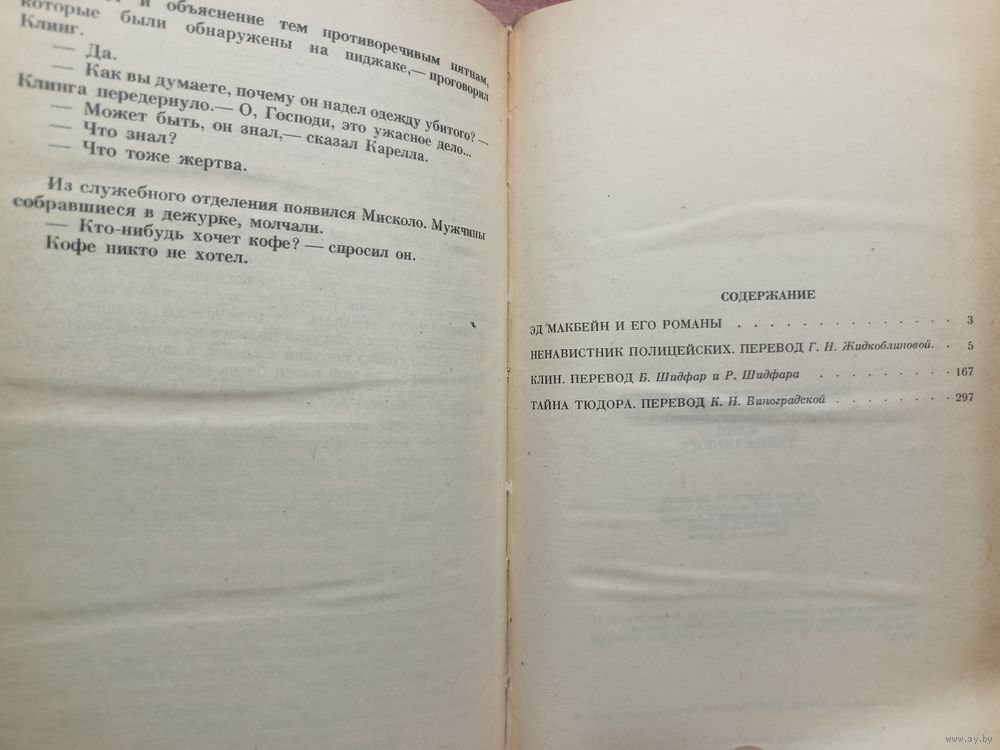 и объяснение тем противоречивым пятнам,
которые были обнаружены на пиджаке,— проговорил
Клинг.
— Да.
— Как вы думаете, почему он надел одежду убитого? —
Клинга передернуло.— О, Господи, это ужасное дело...
— Может быть, он знал,— сказал Карелла.
— Что знал?
— Что тоже жертва.
Из служебного отделения появился Мисколо. Мужчины
собравшиеся в дежурке, молчали.
— Кто-нибудь хочет кофе? — спросил он.
Кофе никто не хотел.
СОДЕРЖАНИЕ
ЭД МАКБЕЙН И ЕГО РОМАНЫ . . . . . . . . . . . . . 3
НЕНАВИСТНИК ПОЛИЦЕЙСКИХ. ПЕРЕВОД Г. Н. Жидкоблиновой. . 5
КЛИН. ПЕРЕВОД Б. Шидфар и Р. Шидфара . . . . . . . . 167
ТАЙНА ТЮДОРА. ПЕРЕВОД К. Н. Виноградской . . . . . . . . 297
www.ay.by